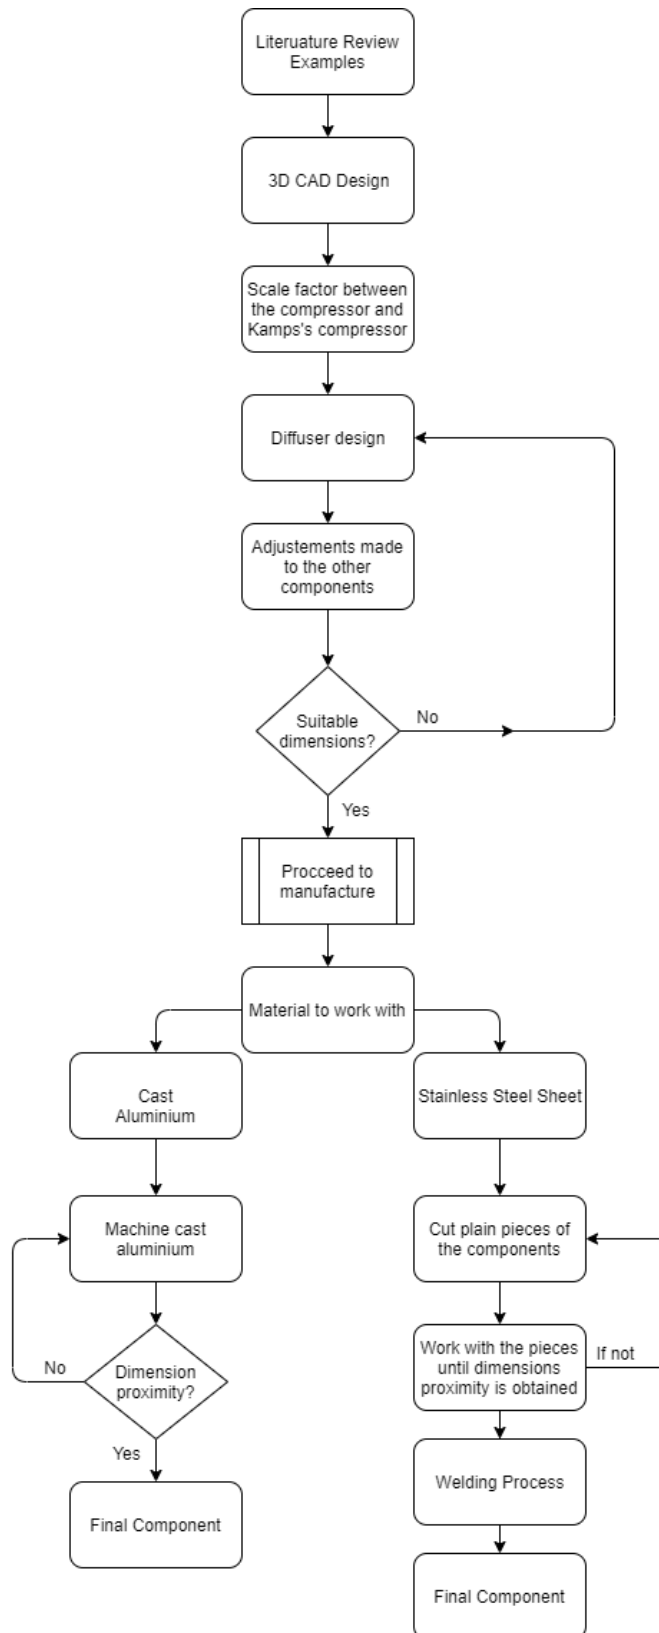 Literuature Review
Examples
3D CAD Design
Scale factor between
the compressor and
Kamps's compressor
Diffuser design
Adjustements made
to the other
components
Suitable
dimensions?
No
Yes
Procceed to
manufacture
Material to work with
Cast
Aluminium
Stainless Steel Sheet
Machine cast
aluminium
Cut plain pieces of
the components
Dimension
proximity?
No
Yes
Work with the pieces
until dimensions
proximity is obtained
If not
Welding Process
Final Component
Final Component